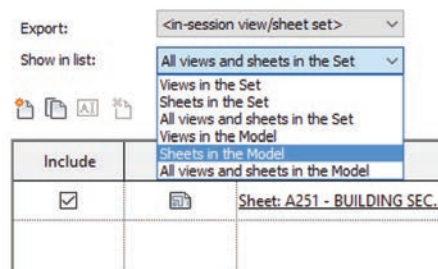 Export:
<in-session view/sheet set>
Show in list:
All views and sheets in the Set
Views in the Set
Sheets in the Set
All views and sheets in the Set
Views in the Model
Sheets in the Model
All views and sheets in the Model
AI
Include
Sheet: A251 - BUILDING SEC.